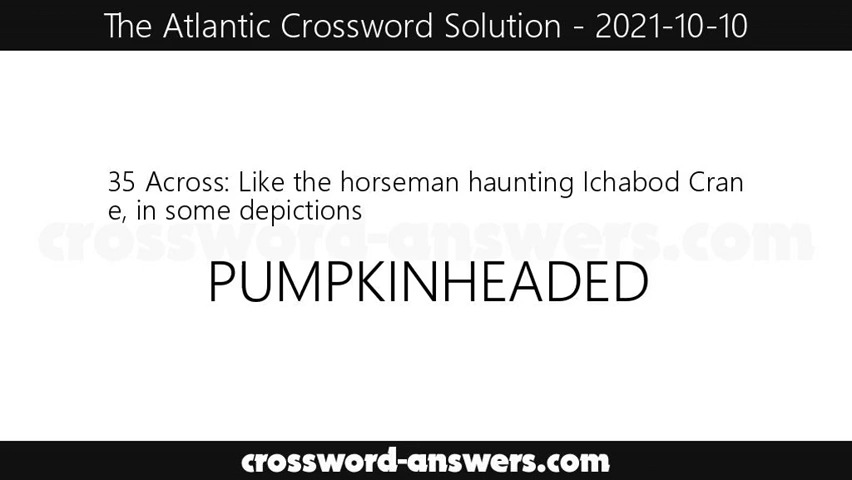 The Atlantic Crossword Solution - 2021-10-10
35 Across: Like the horseman haunting Ichabod Cran
e, in some depictions
crossword-answers.com
PUMPKINHEADED
crossword-answers.com